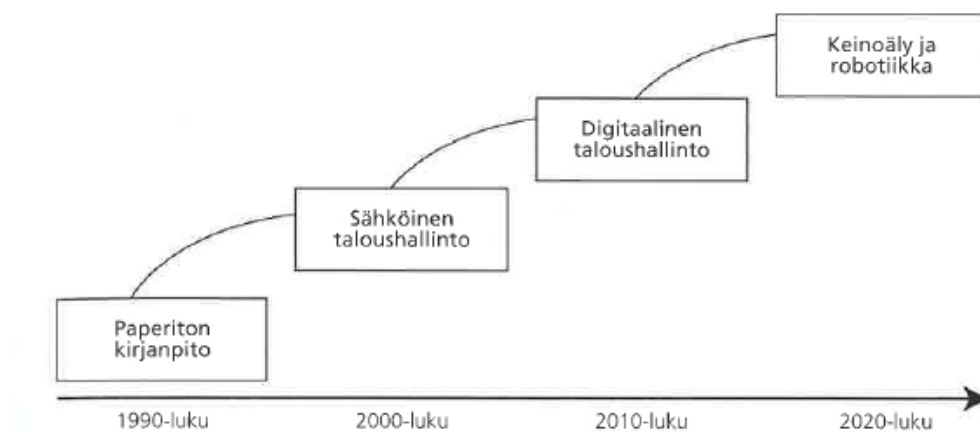 Keinoäly ja
robotiikka
Digitaalinen
taloushallinto
Sähköinen
taloushallinto
Paperiton
kirjanpito
1990-luku
2000-luku
2010-luku
2020-luku